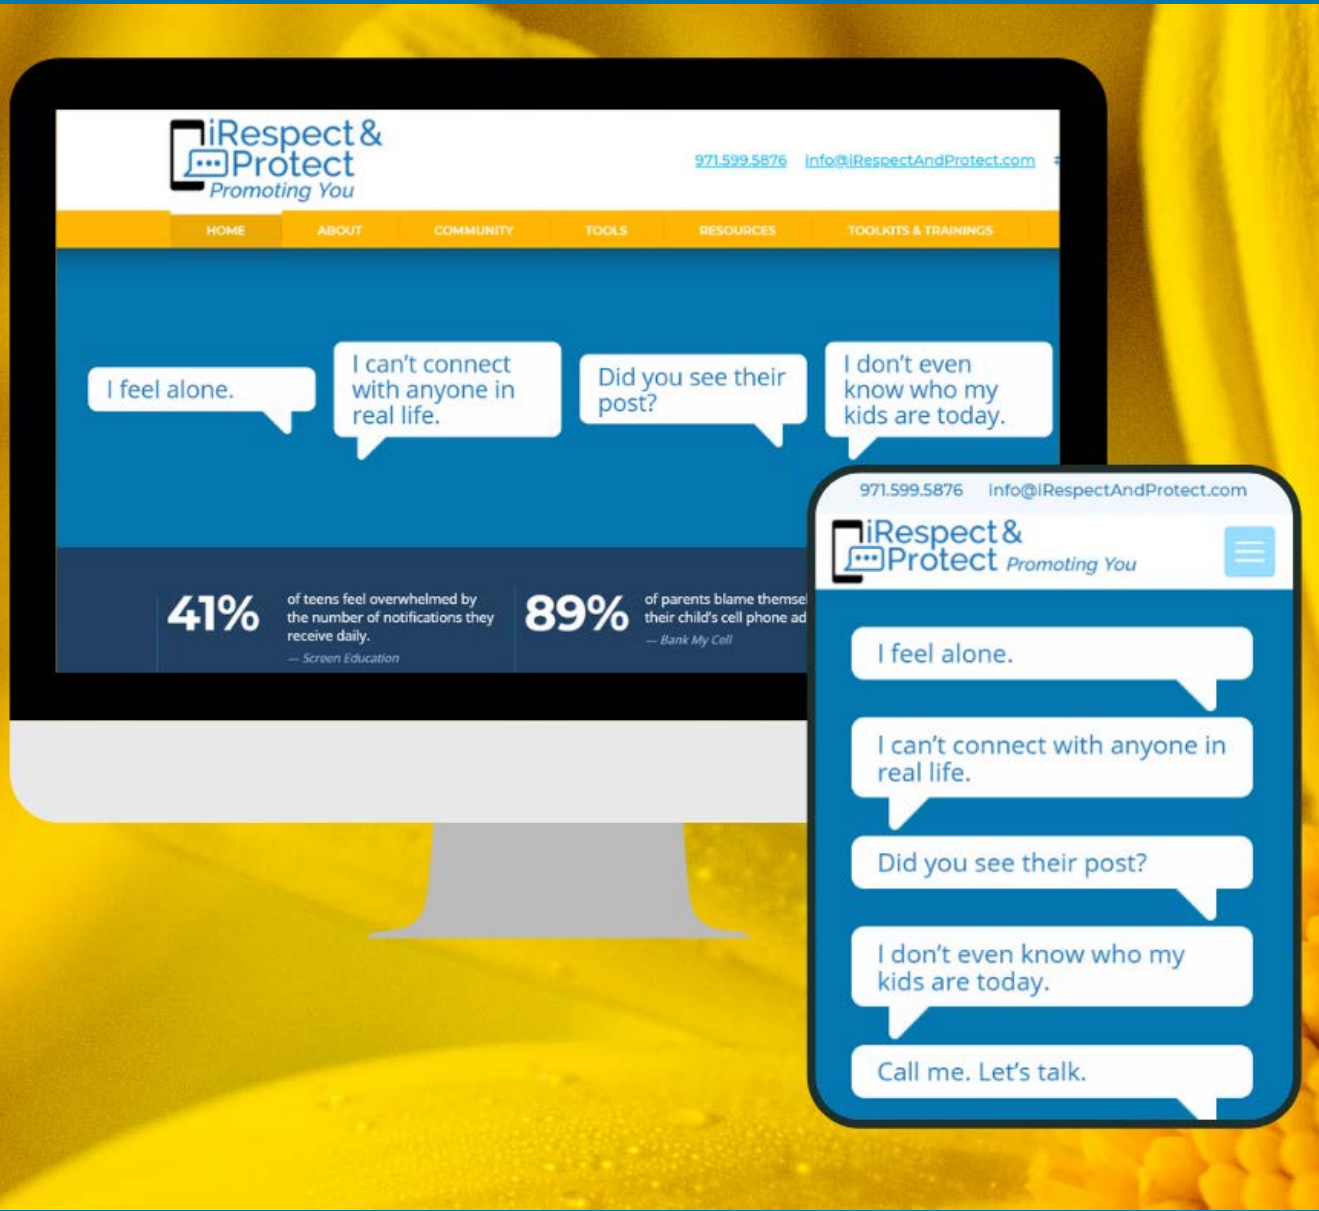 iRespect &
Protect
Promoting You
971.599.5876 info@iRespectAndProtect.com
HOME ABOUT COMMUNITY TOOLS RESOURCES TOOLKITS & TRAININGS
I feel alone.
I can't connect
with anyone in
real life.
Did you see their
post?
I don't even
know who my
kids are today.
41%
of teens feel overwhelmed by
the number of notifications they
receive daily.
— Screen Education
89%
of parents blame
their child's cell phone
— Bank My Cell
971.599.5876 info@iRespectAndProtect.com
iRespect &
Protect Promoting You
I feel alone.
I can't connect with anyone in
real life.
Did you see their post?
I don't even know who my
kids are today.
Call me. Let's talk.